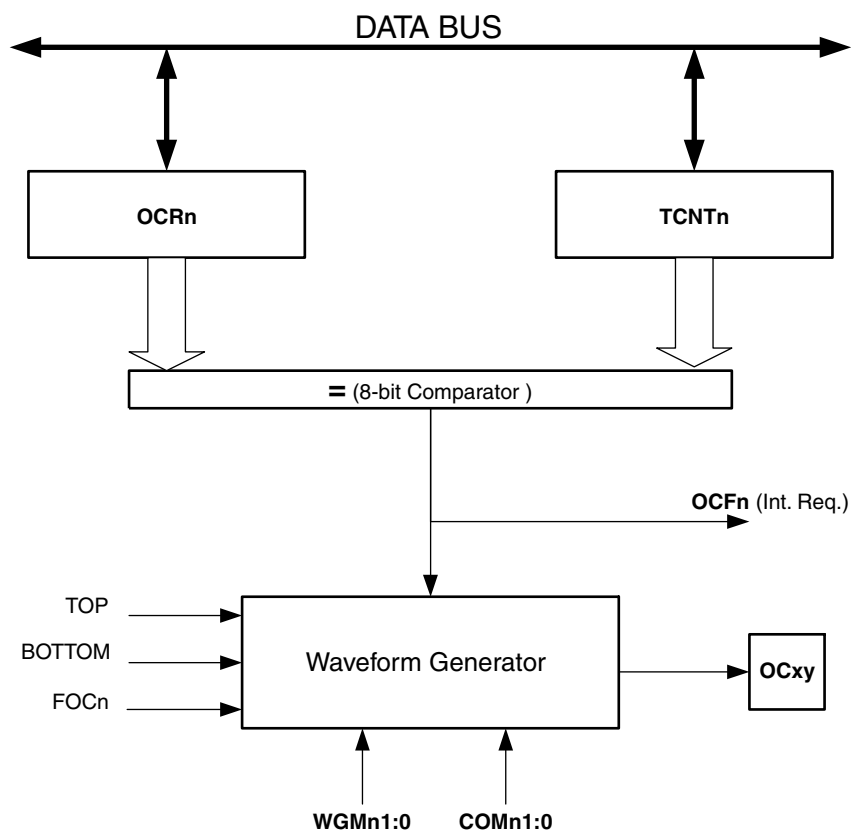 DATA BUS
OCRn
TCNTn
= (8-bit Comparator )
OCFn (Int. Req.)
TOP
BOTTOM
FOCn
Waveform Generator
OCxy
WGMn1:0
COMn1:0